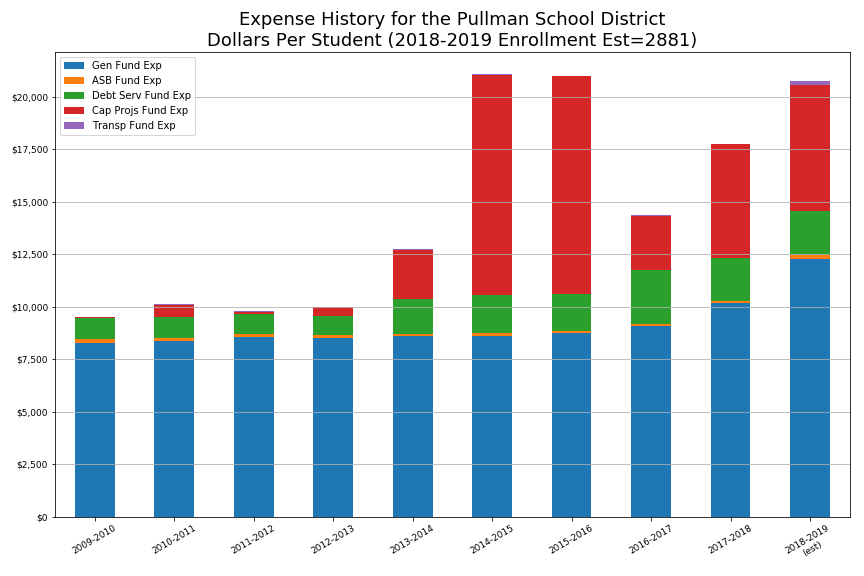 Expense History for the Pullman School District
Dollars Per Student (2018-2019 Enrollment Est=2881)
Gen Fund Exp
ASB Fund Exp
Debt Serv Fund Exp
Cap Projs Fund Exp
Transp Fund Exp
$20,000
$17,500
$15,000
$12,500
$10,000
$7,500
$5,000
$2,500
$0
2009-2010
2010-2011
2011-2012
2012-2013
2013-2014
2014-2015
2015-2016
2016-2017
2017-2018
2018-2019
(est)